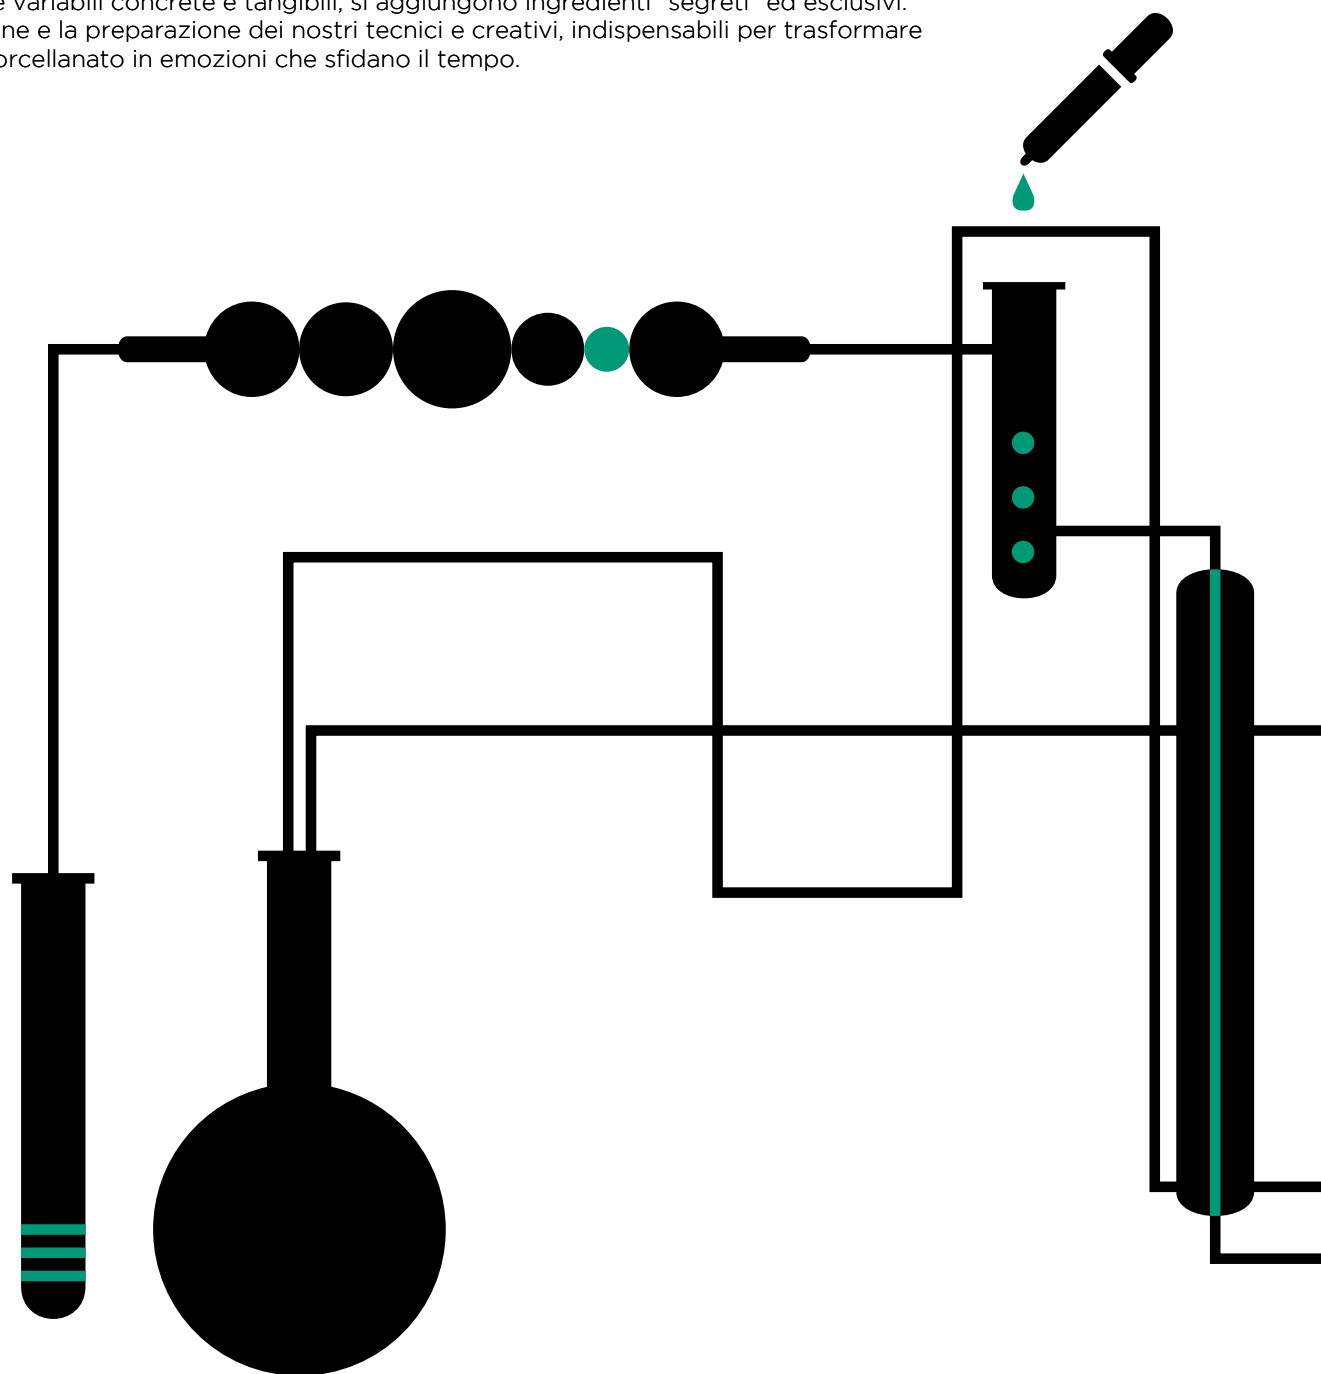 e variabili concrete e tangibili, si aggiungono ingredienti "segreti" ed esclusivi.
ne e la preparazione dei nostri tecnici e creativi, indispensabili per trasformare
orcellanato in emozioni che sfidano il tempo.